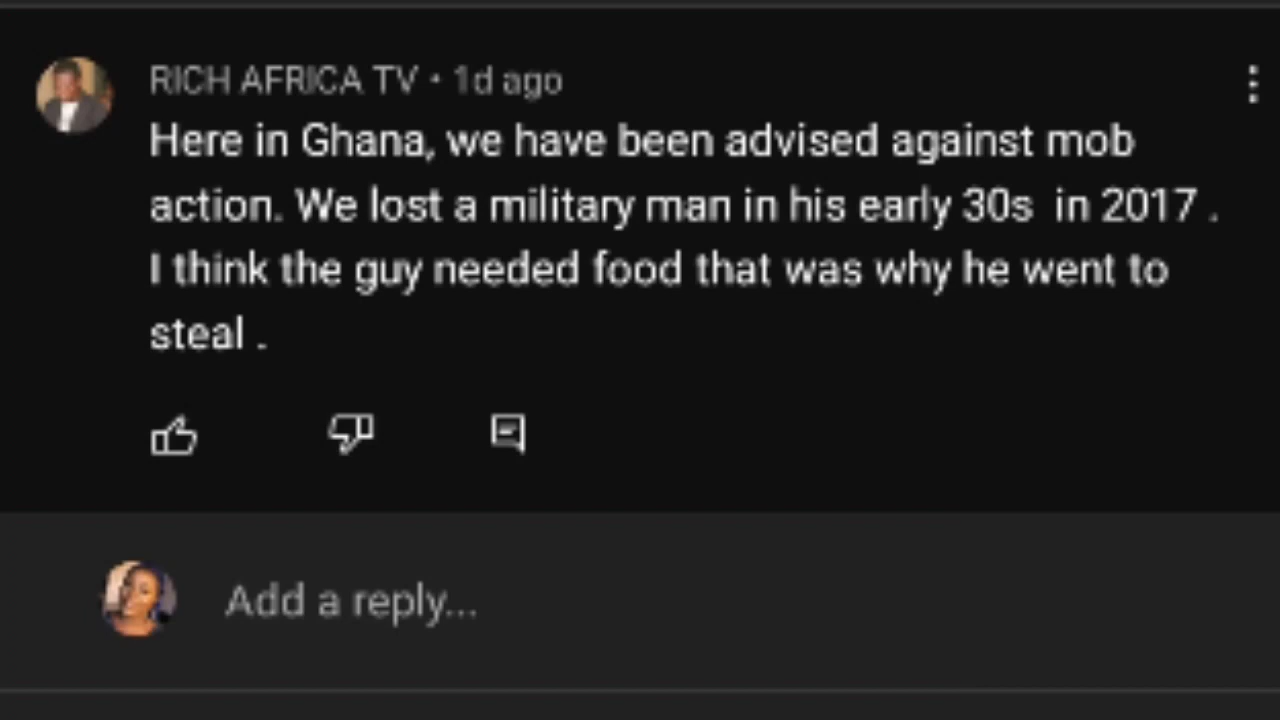 RICH AFRICA TV • 1d ago
Here in Ghana, we have been advised against mob
action. We lost a military man in his early 30s  in 2017 .
I think the guy needed food that was why he went to
steal .
Add a reply...